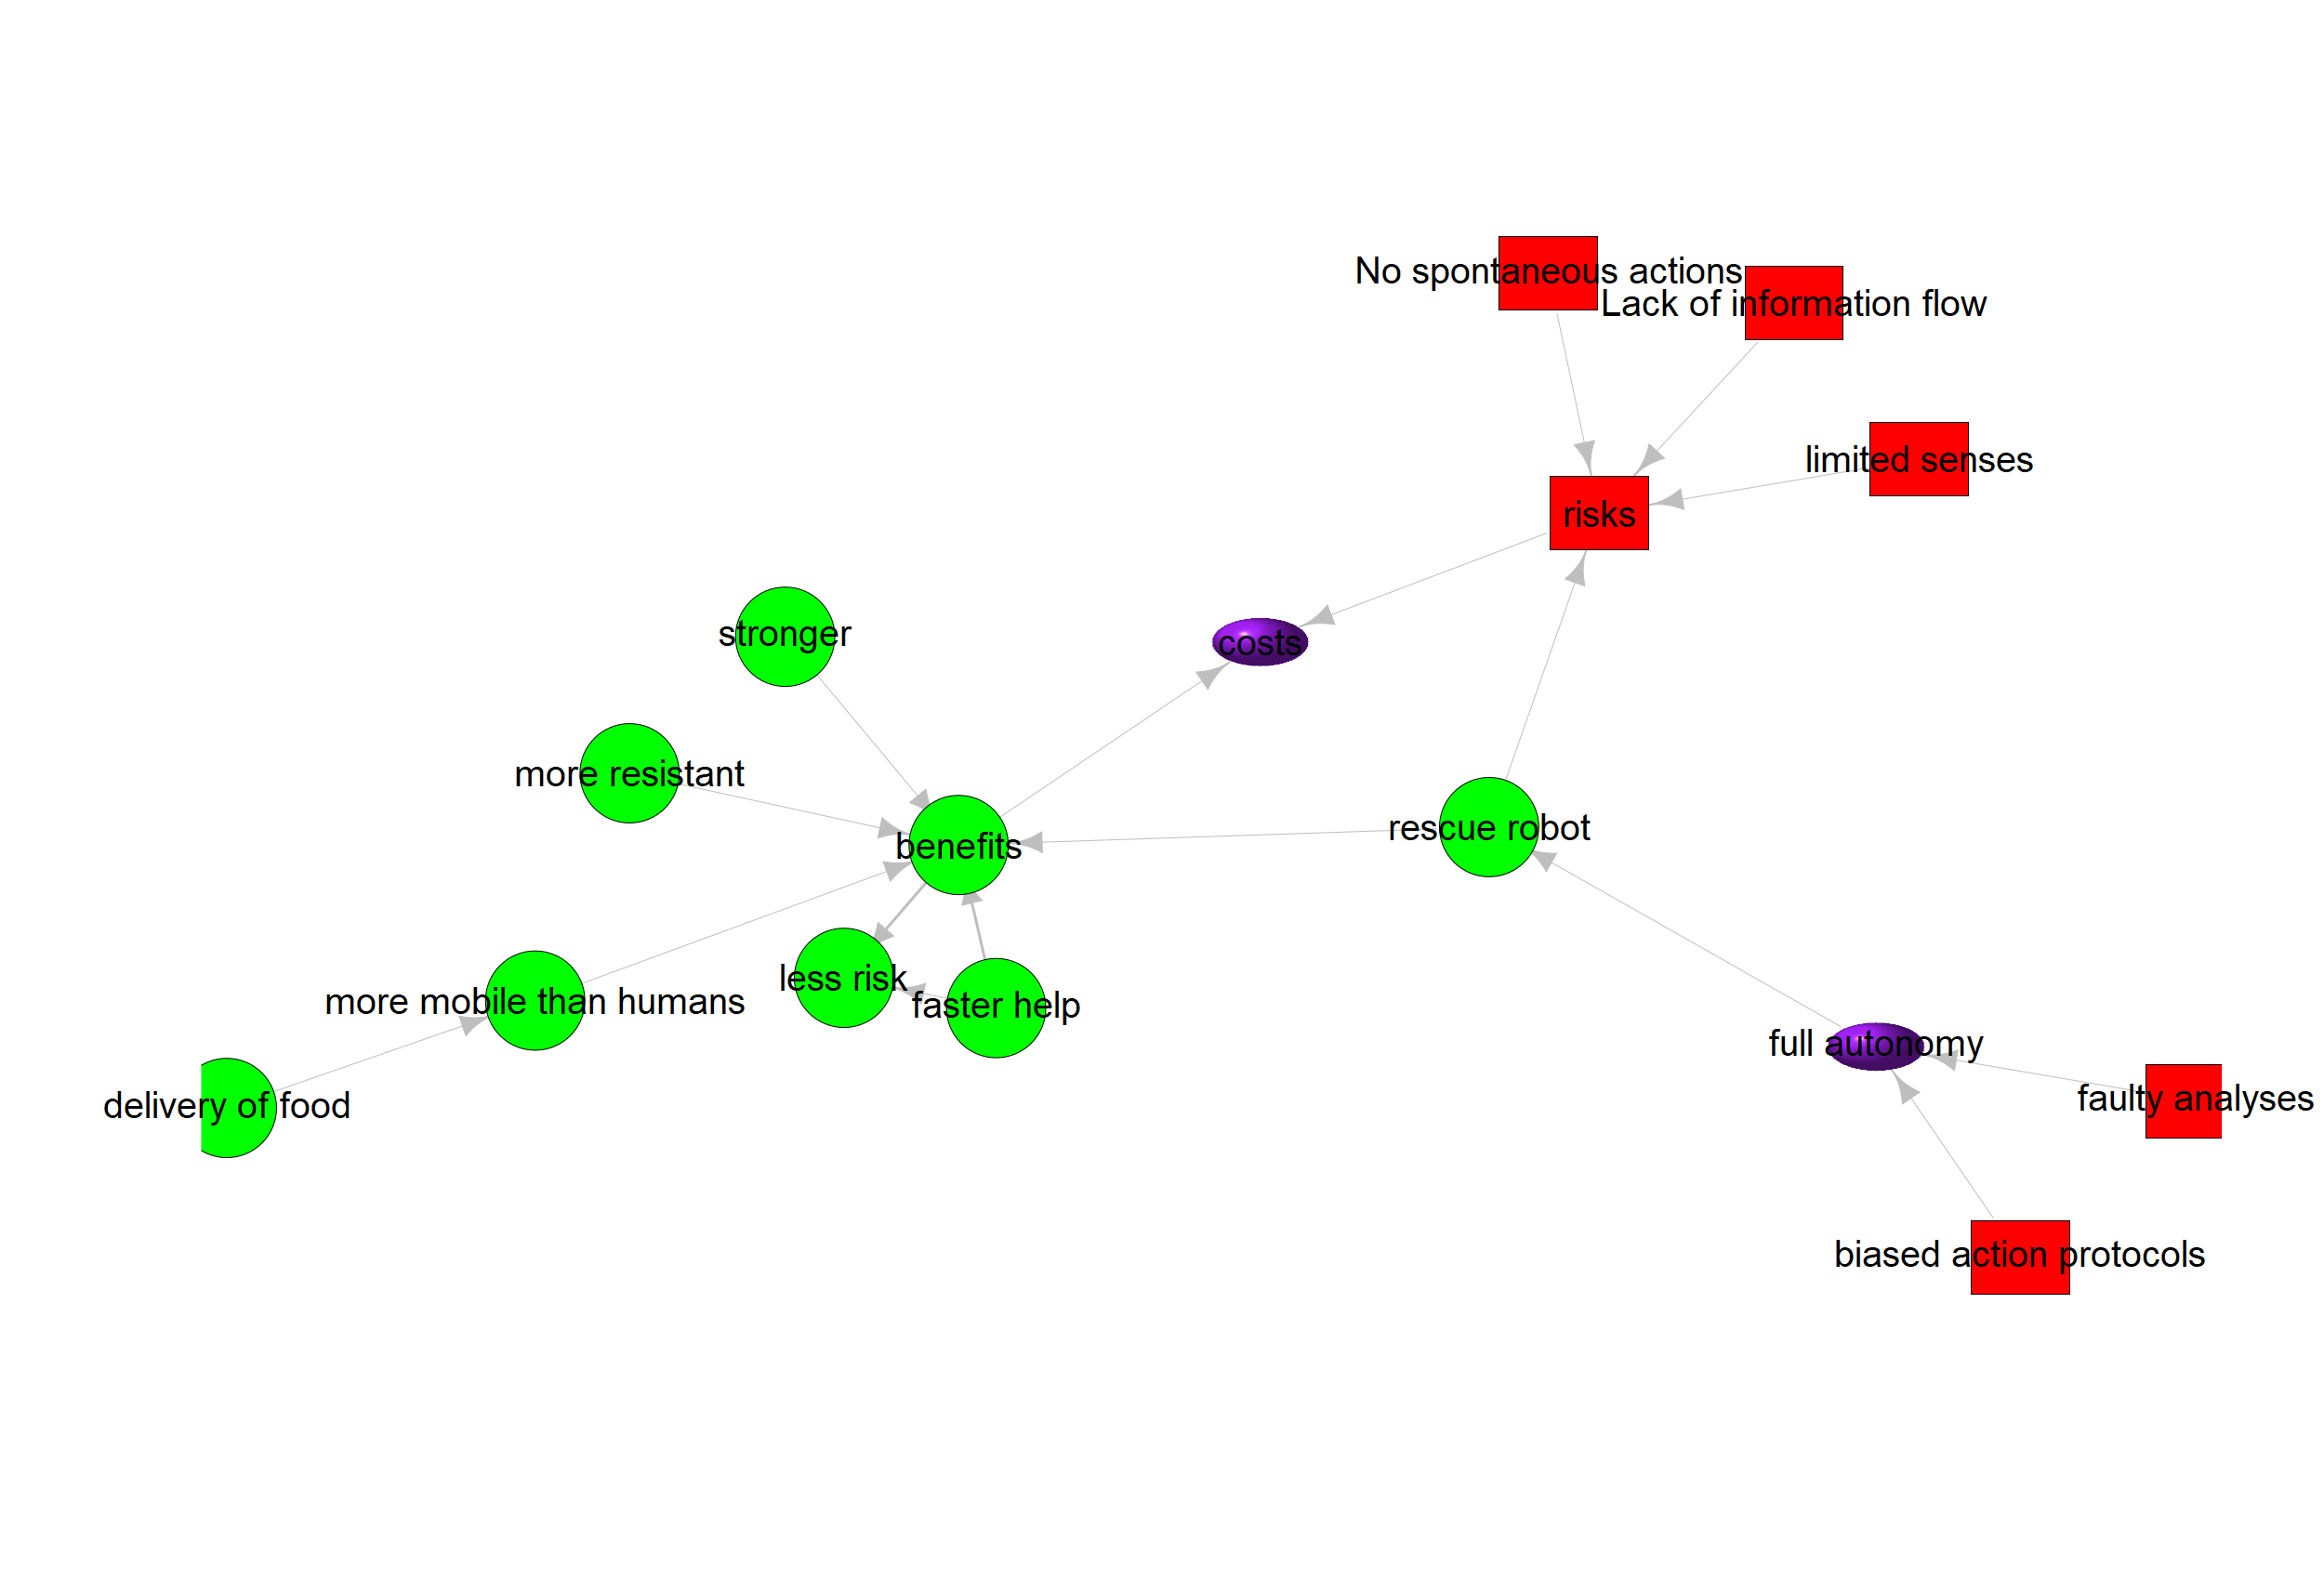 No spontaneous actions
Lack of information flow
limited senses
risks
stronger
costs
more resistant
benefits
rescue robot
less risk
more mobile than humans
faster help
full autonomy
delivery of food
faulty analyses
biased action protocols